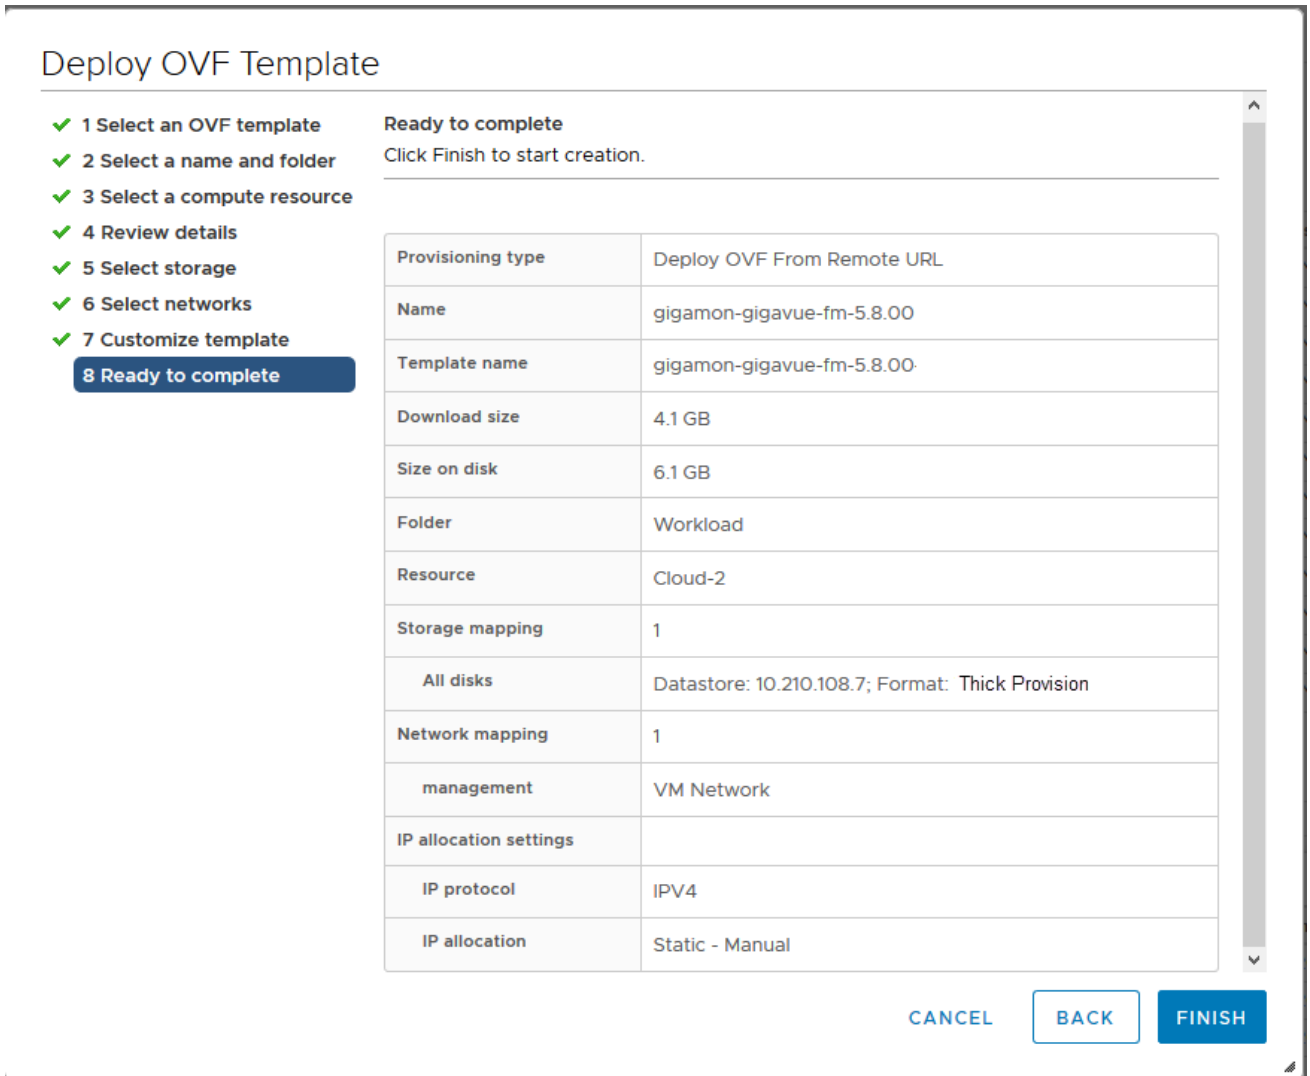 Deploy OVF Template
1 Select an OVF template
2 Select a name and folder
3 Select a compute resource
4 Review details
5 Select storage
6 Select networks
7 Customize template
8 Ready to complete
Ready to complete
Click Finish to start creation.
Provisioning type Deploy OVF From Remote URL
Name gigamon-gigavue-fm-5.8.00
Template name gigamon-gigavue-fm-5.8.00
Download size 4.1 GB
Size on disk 6.1 GB
Folder Workload
Resource Cloud-2
Storage mapping 1
All disks Datastore: 10.210.108.7; Format: Thick Provision
Network mapping 1
management VM Network
IP allocation settings
IP protocol IPV4
IP allocation Static - Manual
CANCEL BACK FINISH